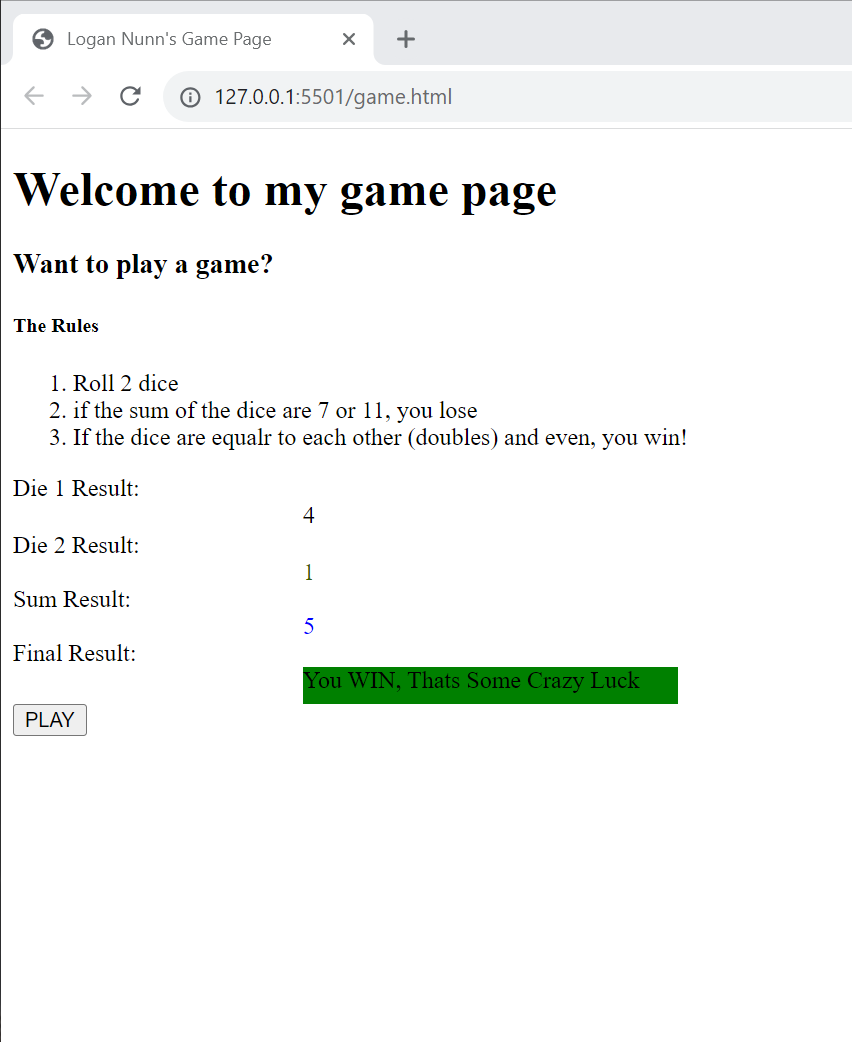 Logan Nunn's Game Page
127.0.0.1:5501/game.html
Welcome to my game page
Want to play a game?
The Rules
1. Roll 2 dice
2. if the sum of the dice are 7 or 11, you lose
3. If the dice are equalr to each other (doubles) and even, you win!
Die 1 Result:
4
Die 2 Result:
1
Sum Result:
5
Final Result:
You WIN, Thats Some Crazy Luck
PLAY